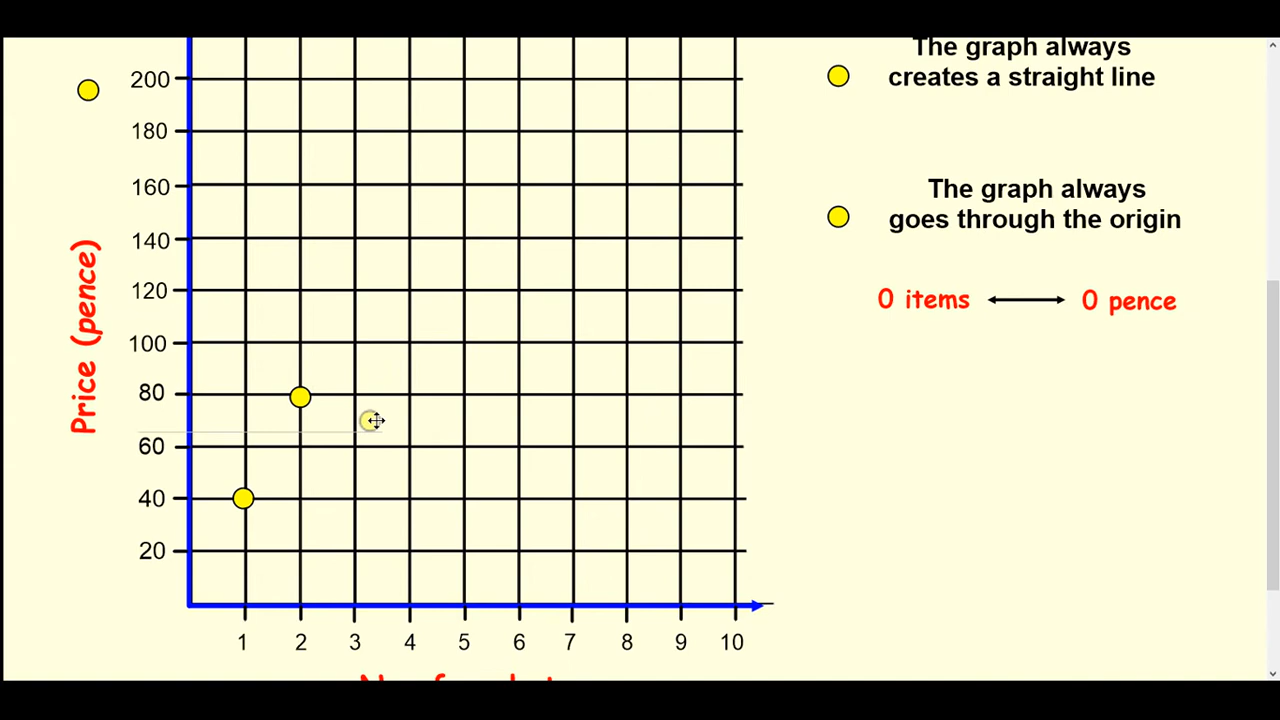 The graph always
creates a straight line
The graph always
goes through the origin
0 items
0 pence
Price (pence)
200
180
160
140
120
100
80
60
40
20
1 2 3 4 5 6 7 8 9 10